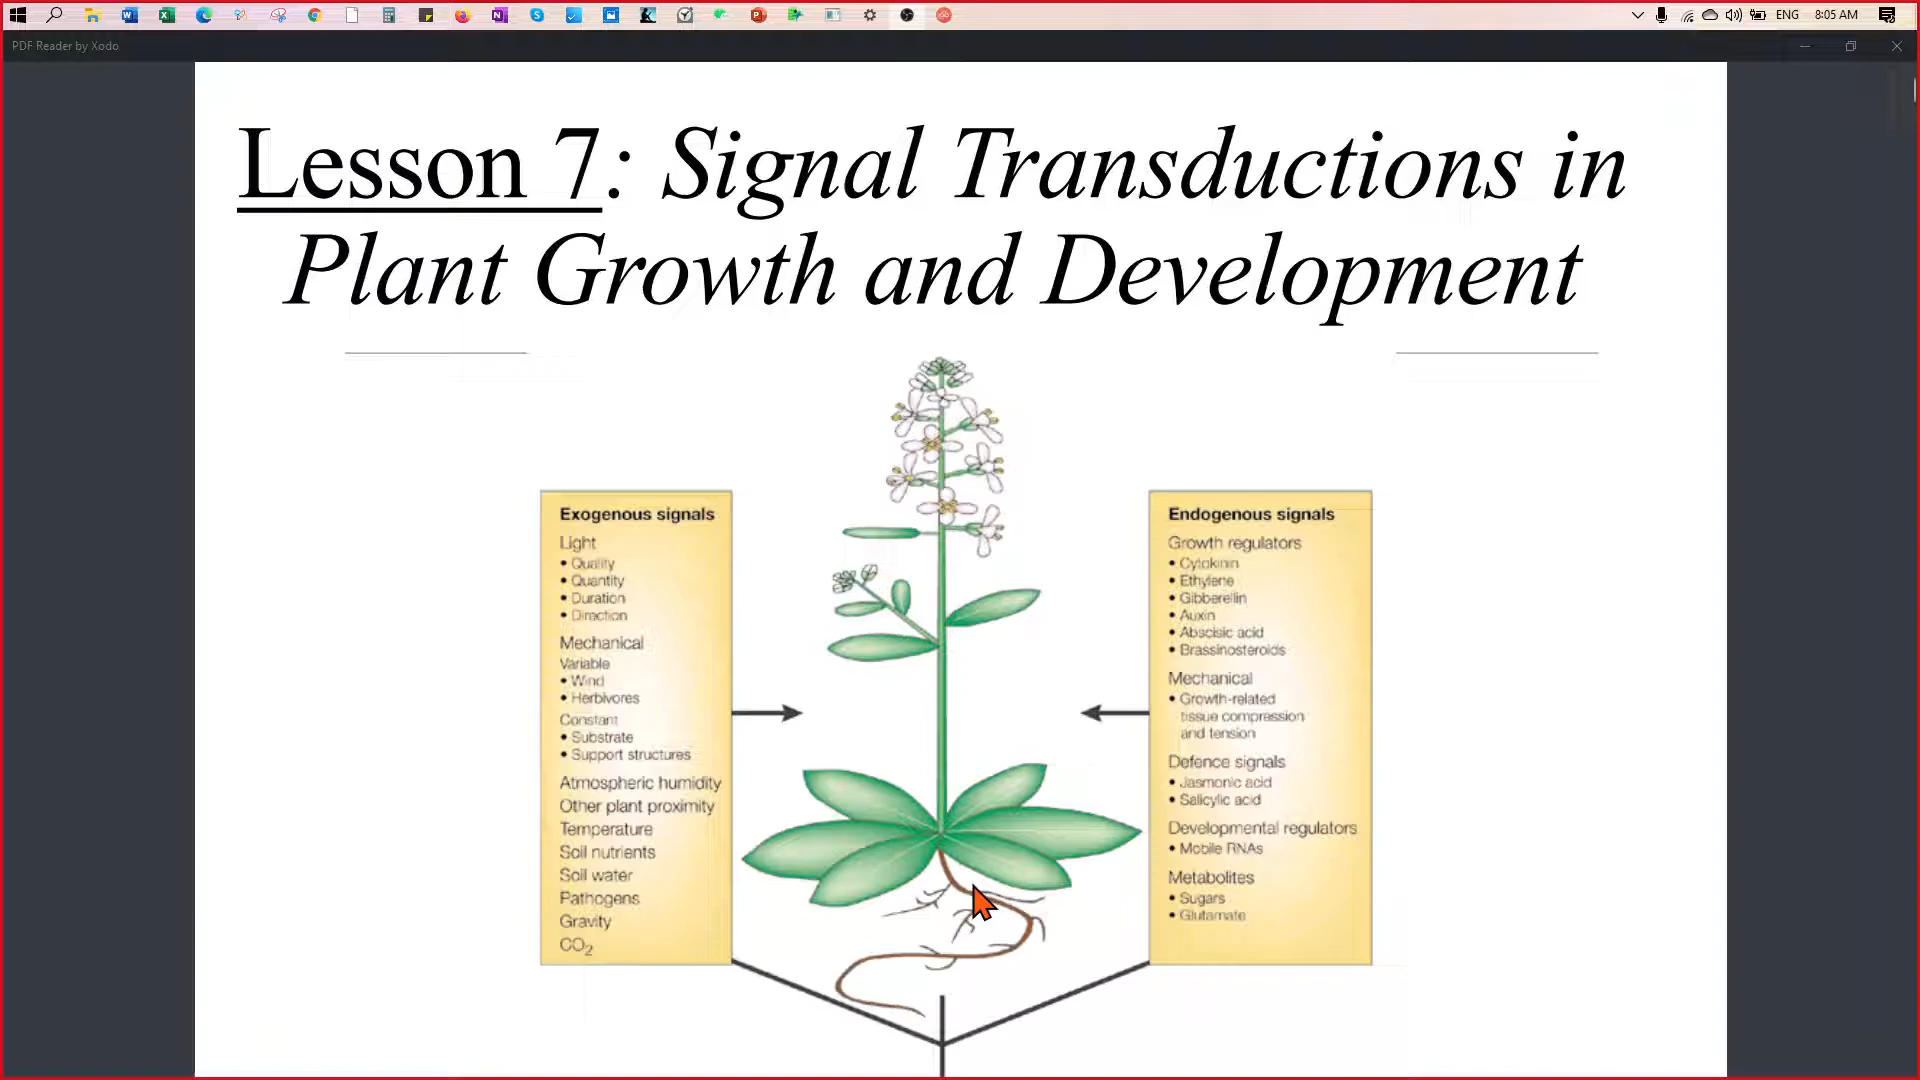 ENG 8:05 AM
PDF Reader by Xodo
Lesson 7: Signal Transductions in
Plant Growth and Development
Exogenous signals
Light
• Quality
• Quantity
• Duration
• Direction
Mechanical
Variable
• Wind
• Herbivores
Constant
• Substrate
• Support structures
Atmospheric humidity
Other plant proximity
Temperature
Soil nutrients
Soil water
Pathogens
Gravity
CO2
Endogenous signals
Growth regulators
• Cytokinin
• Ethylene
• Gibberellin
• Auxin
• Abscisic acid
• Brassinosteroids
Mechanical
• Growth-related
tissue compression
and tension
Defence signals
• Jasmonic acid
• Salicylic acid
Developmental regulators
• Mobile RNAs
Metabolites
• Sugars
• Glutamate